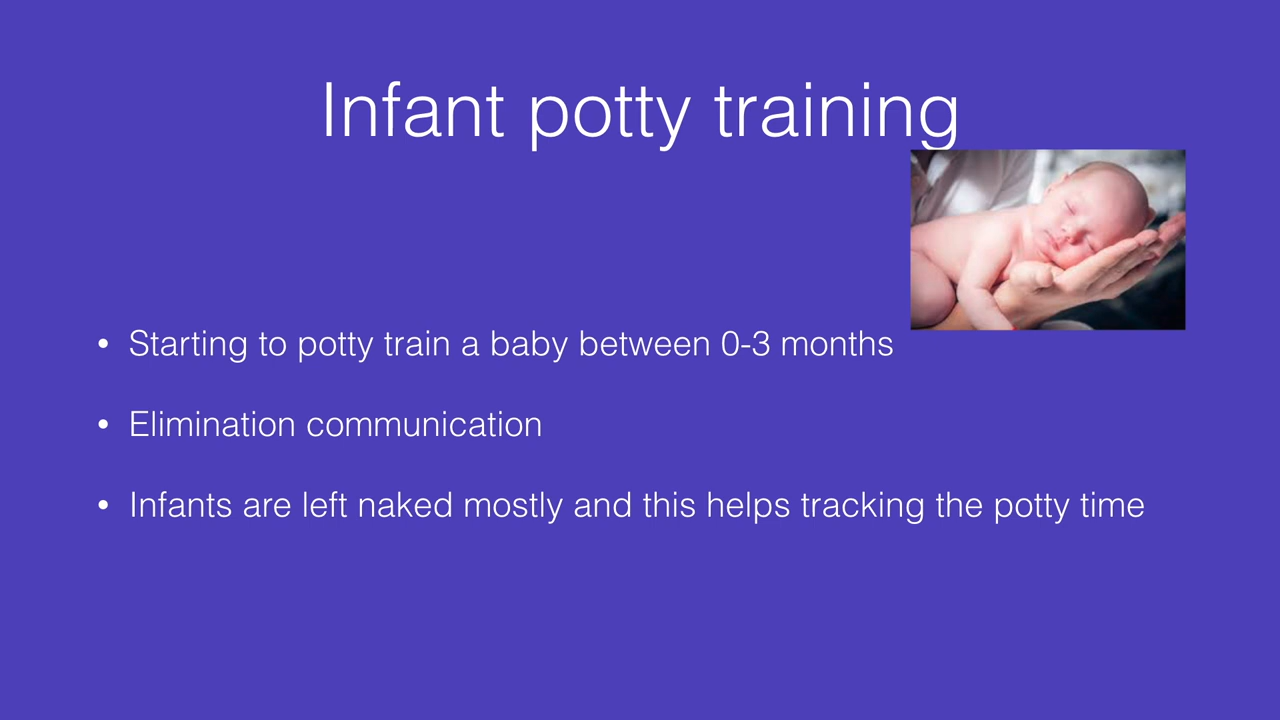 Infant potty training
• Starting to potty train a baby between 0-3 months
• Elimination communication
• Infants are left naked mostly and this helps tracking the potty time